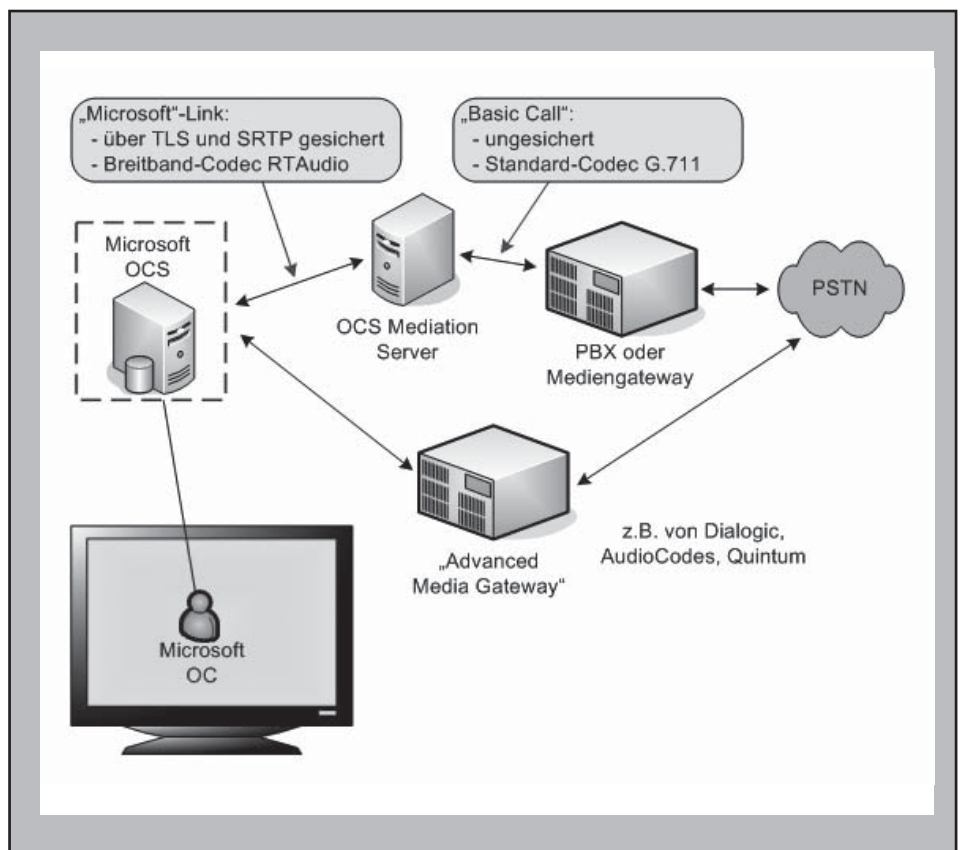 „Microsoft“-Link:
- über TLS und SRTP gesichert
- Breitband-Codec RTAudio
„Basic Call“:
- ungesichert
- Standard-Codec G.711
Microsoft
OCS
OCS Mediation
Server
PBX oder
Mediengateway
PSTN
„Advanced
Media Gateway“
z.B. von Dialogic,
AudioCodes, Quintum
Microsoft
OC